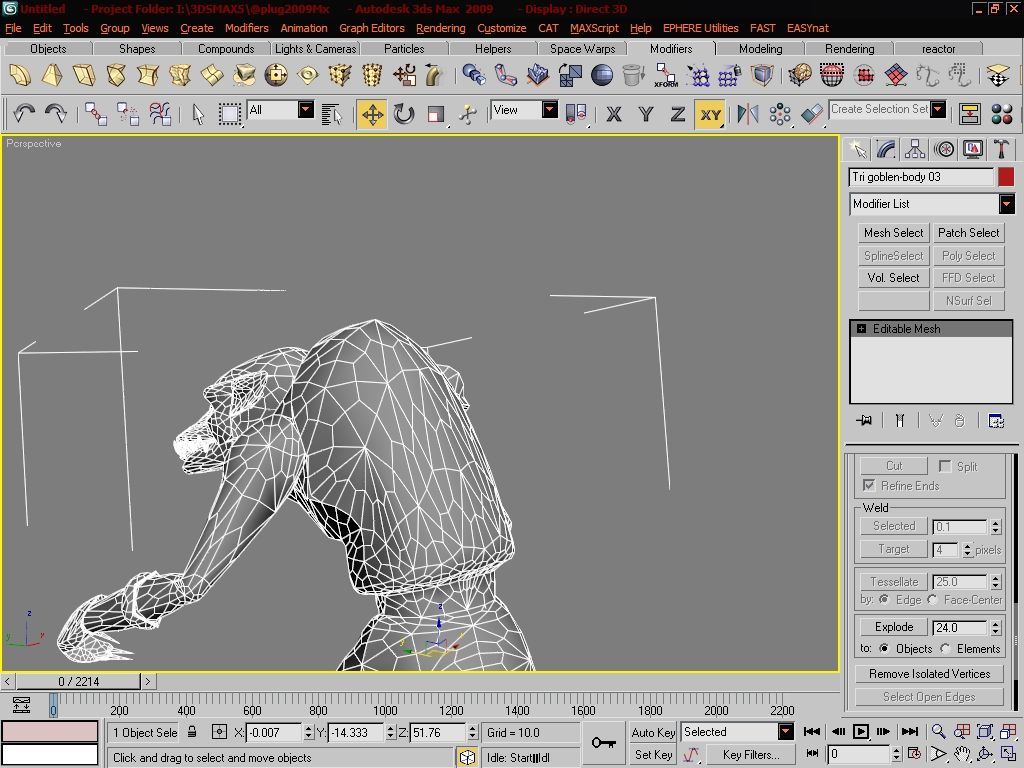 Untitled - Project Folder: I:\3DSMAX5\@plug2009Mx - Autodesk 3ds Max 2009 - Display : Direct 3D
File Edit Tools Group Views Create Modifiers Animation Graph Editors Rendering Customize CAT MAXScript Help EPHERE Utilities FAST EASYnat
Objects Shapes Compounds Lights & Cameras Particles Helpers Space Warps Modifiers Modeling Rendering reactor
XFORM
All View X Y Z XY Create Selection Set
Perspective
Tri goblen-body 03
Modifier List
Mesh Select Patch Select
SplineSelect Poly Select
Vol. Select FFD Select
NSurf Sel
Editable Mesh
Cut Split
Refine Ends
Weld
Selected 0.1
Target 4 pixels
Tessellate 25.0
by: Edge Face-Center
Explode 24.0
to: Objects Elements
Remove Isolated Vertices
Select Open Edges
z
z
y x
< 0 / 2214 >
0 200 400 600 800 1000 1200 1400 1600 1800 2000 2200
1 Object Sele X: -0.007 Y: -14.333 Z: 51.76 Grid = 10.0 Auto Key Selected
Click and drag to select and move objects Idle: Start Set Key Key Filters... 0